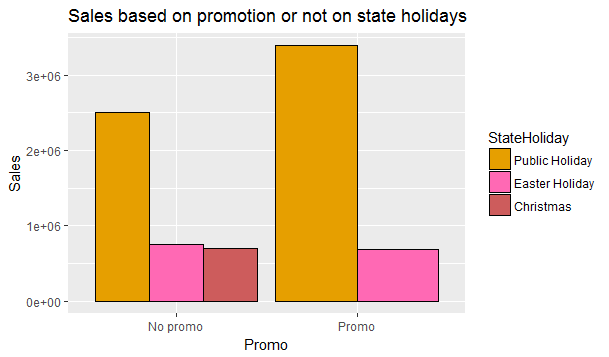 Sales based on promotion or not on state holidays
Sales
3e+06
2e+06
1e+06
0e+00
No promo
Promo
Promo
StateHoliday
Public Holiday
Easter Holiday
Christmas